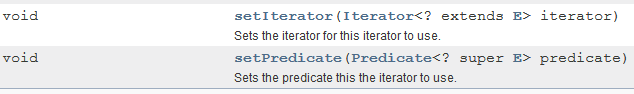 void setIterator(Iterator<? extends E> iterator)
Sets the iterator for this iterator to use.
void setPredicate(Predicate<? super E> predicate)
Sets the predicate this the iterator to use.